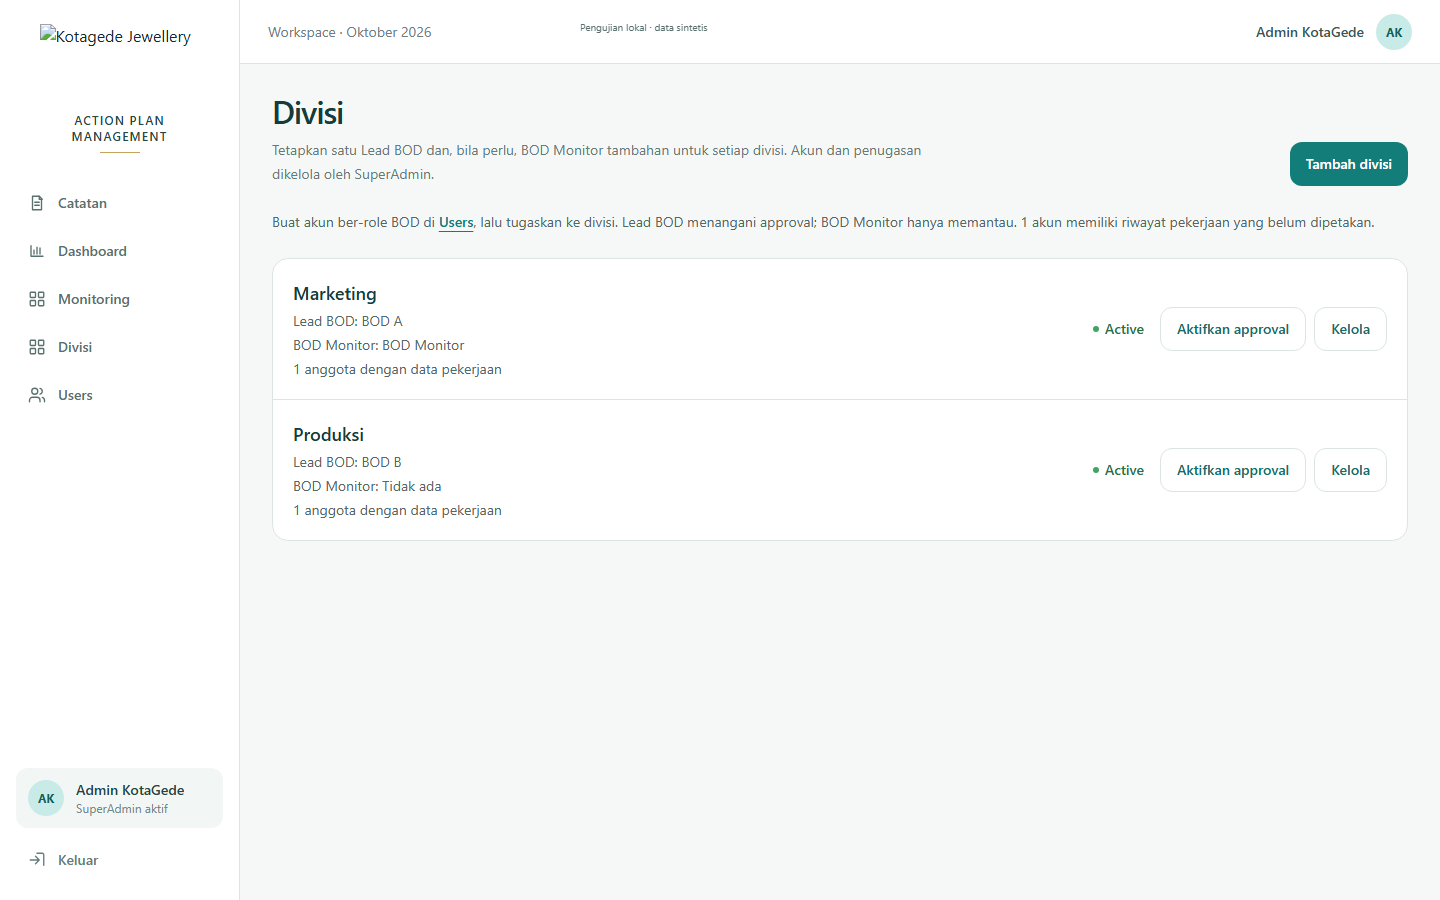 Kotagede Jewellery
ACTION PLAN
MANAGEMENT
Catatan
Dashboard
Monitoring
Divisi
Users
AK
Admin KotaGede
SuperAdmin aktif
Keluar
Workspace · Oktober 2026
Pengujian lokal · data sintetis
Admin KotaGede
AK
Divisi
Tetapkan satu Lead BOD dan, bila perlu, BOD Monitor tambahan untuk setiap divisi. Akun dan penugasan
dikelola oleh SuperAdmin.
Tambah divisi
Buat akun ber-role BOD di Users, lalu tugaskan ke divisi. Lead BOD menangani approval; BOD Monitor hanya memantau. 1 akun memiliki riwayat pekerjaan yang belum dipetakan.
Marketing
Lead BOD: BOD A
BOD Monitor: BOD Monitor
1 anggota dengan data pekerjaan
Active
Aktifkan approval
Kelola
Produksi
Lead BOD: BOD B
BOD Monitor: Tidak ada
1 anggota dengan data pekerjaan
Active
Aktifkan approval
Kelola